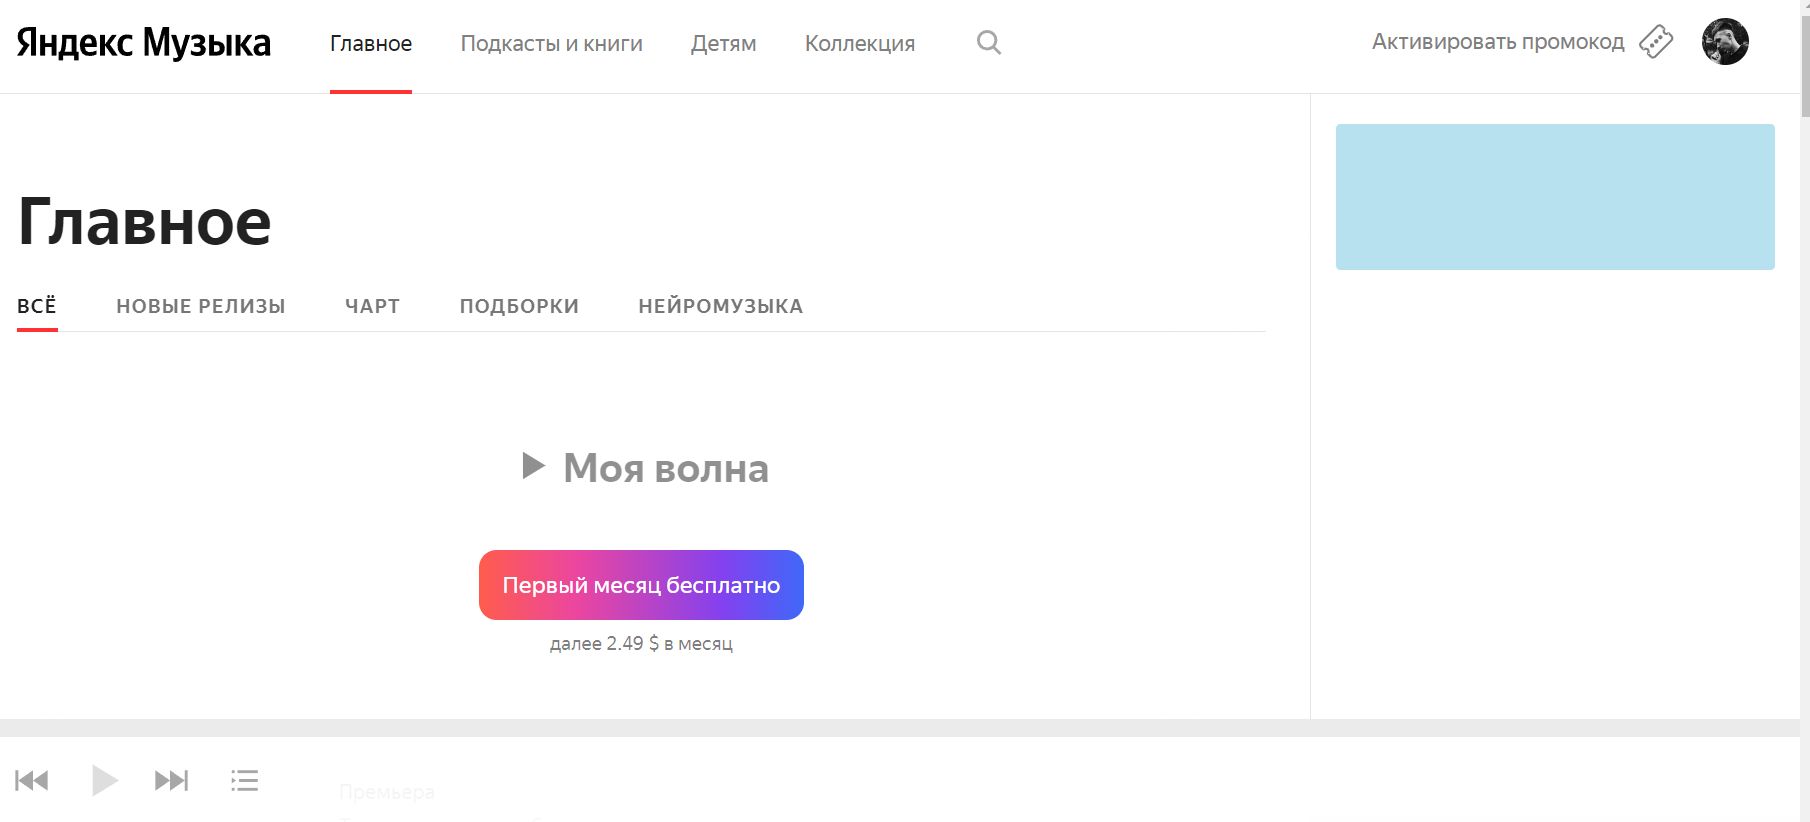 Яндекс Музыка
Главное
Подкасты и книги
Детям
Коллекция
Активировать промокод
Главное
ВСЁ
НОВЫЕ РЕЛИЗЫ
ЧАРТ
ПОДБОРКИ
НЕЙРОМУЗЫКА
Моя волна
Первый месяц бесплатно
далее 2.49 $ в месяц
Премьера